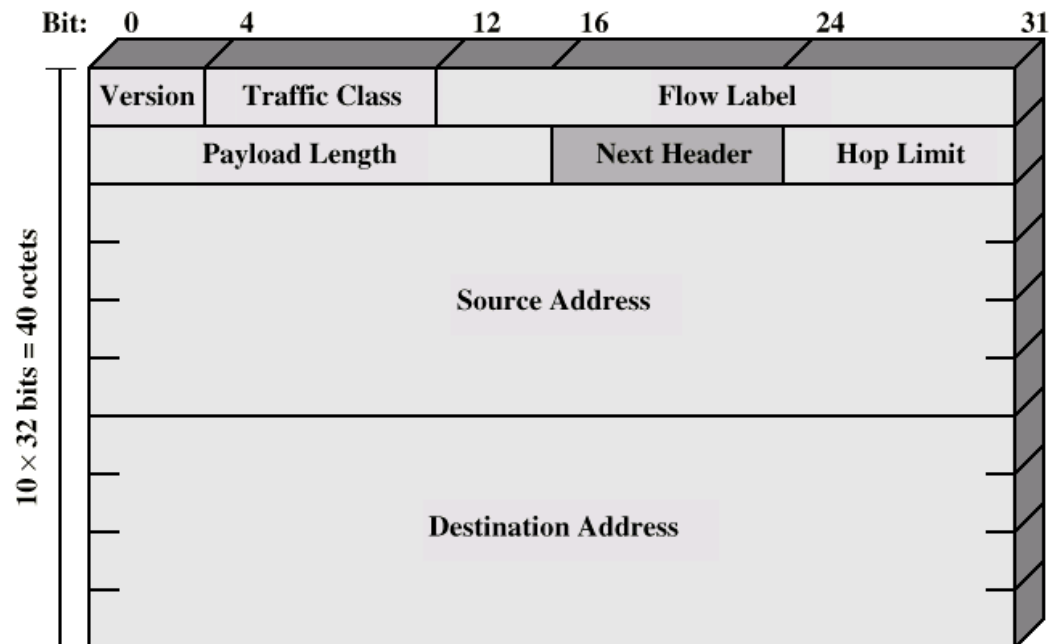 Bit: 0 4 12 16 24 31
Version Traffic Class Flow Label
Payload Length Next Header Hop Limit
10 × 32 bits = 40 octets
Source Address
Destination Address